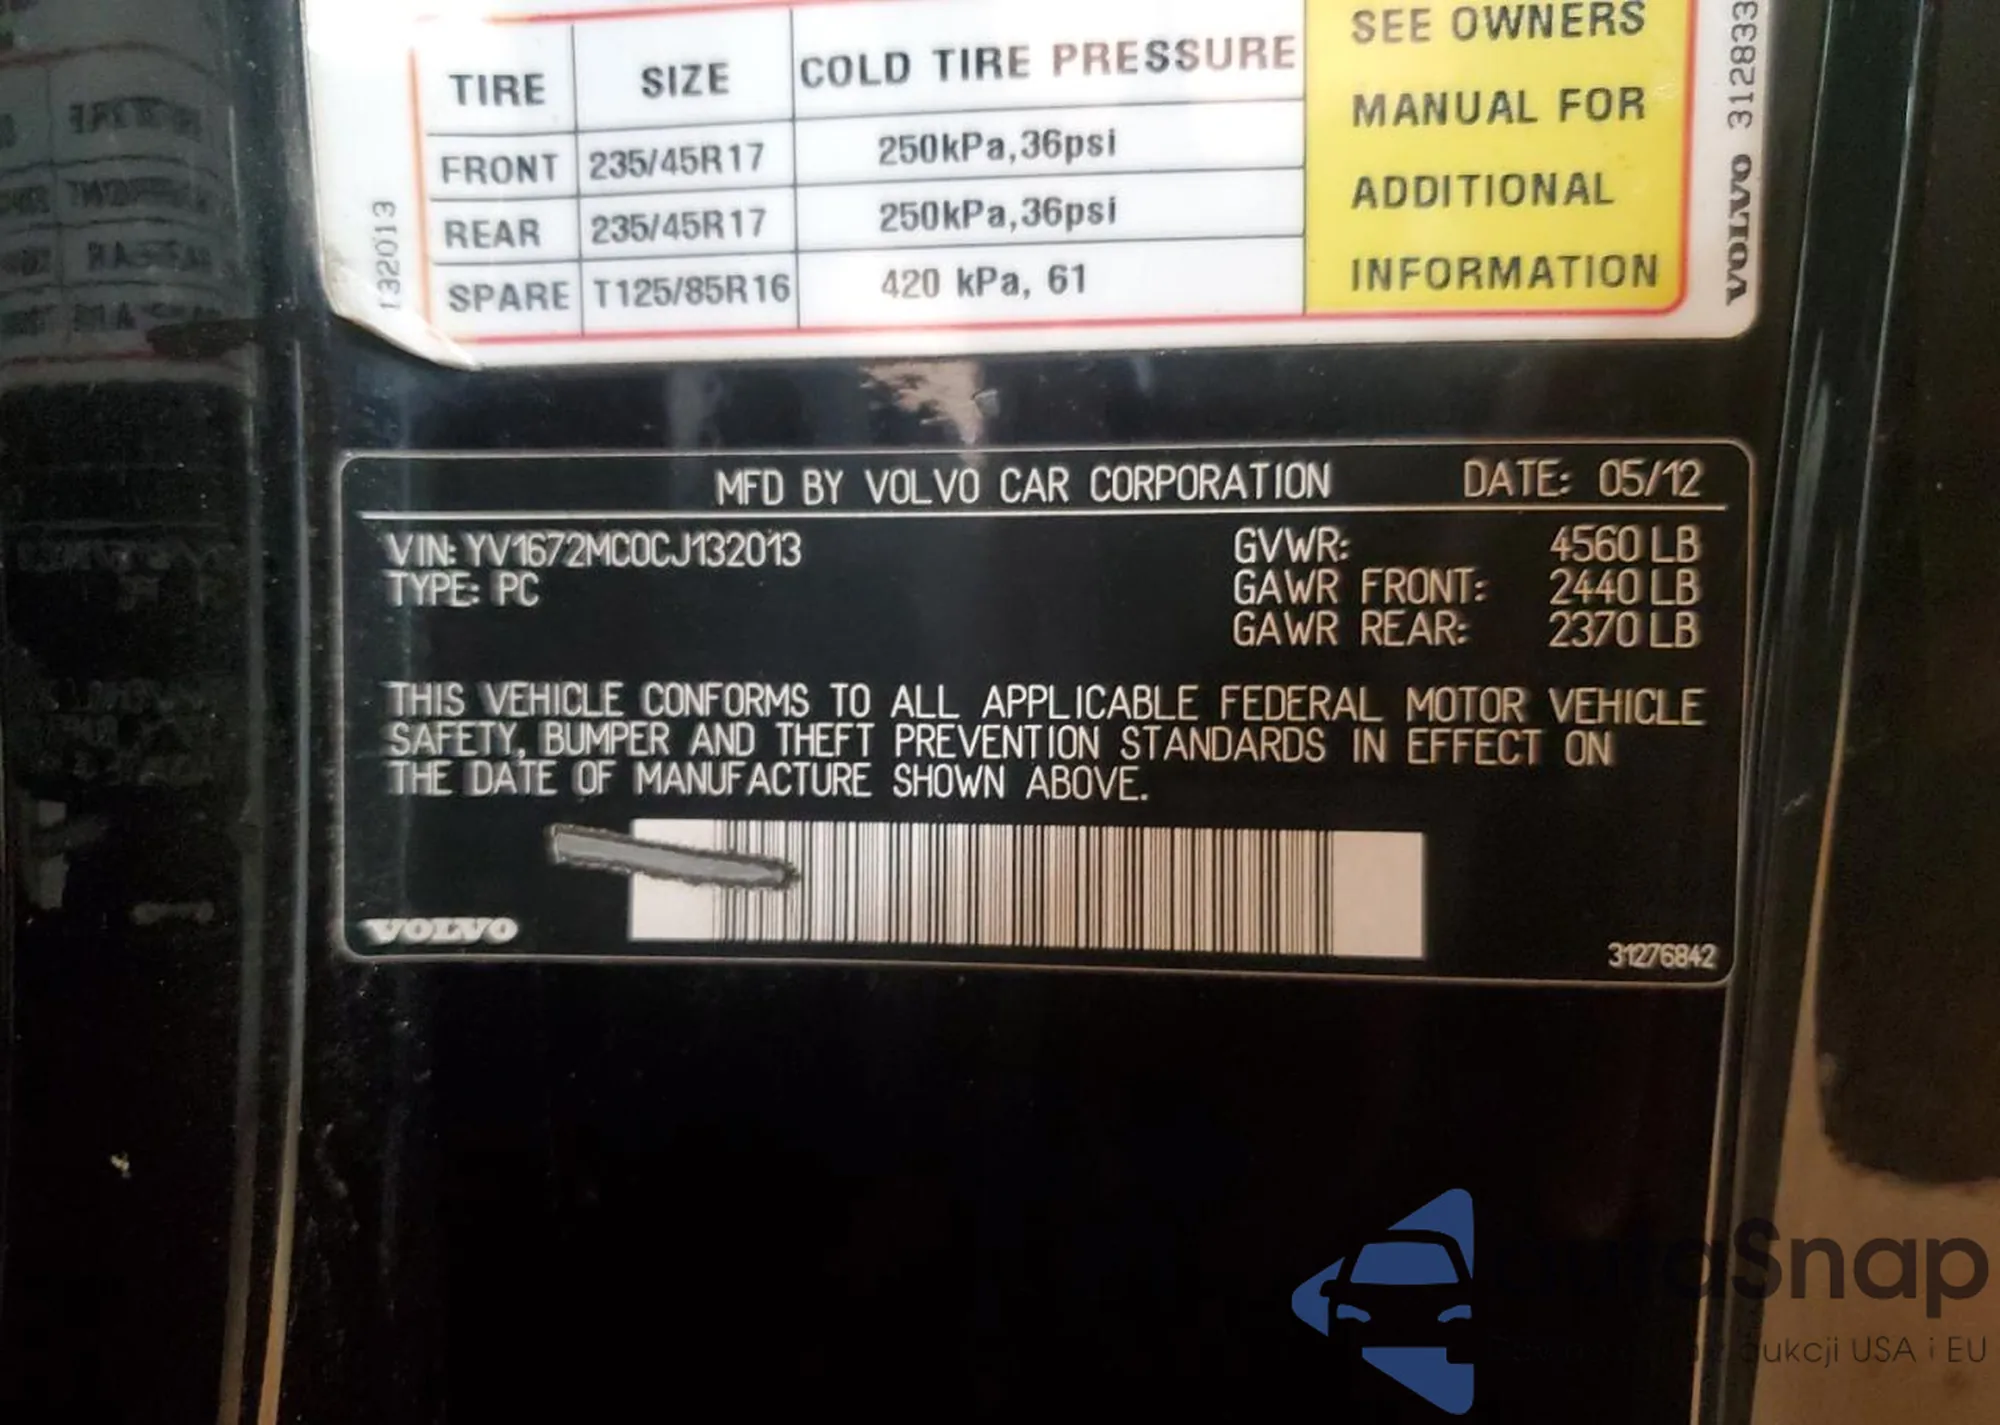 TIRE SIZE COLD TIRE PRESSURE
FRONT 235/45R17 250kPa,36psi
REAR 235/45R17 250kPa,36psi
SPARE T125/85R16 420 kPa, 61
SEE OWNERS
MANUAL FOR
ADDITIONAL
INFORMATION
132013
VOLVO 312833
MFD BY VOLVO CAR CORPORATION DATE: 05/12
VIN: YV1672MC0CJ132013 GVWR: 4560 LB
TYPE: PC GAWR FRONT: 2440 LB
GAWR REAR: 2370 LB
THIS VEHICLE CONFORMS TO ALL APPLICABLE FEDERAL MOTOR VEHICLE
SAFETY, BUMPER AND THEFT PREVENTION STANDARDS IN EFFECT ON
THE DATE OF MANUFACTURE SHOWN ABOVE.
VOLVO
31276842
autaSnap
USA i EU